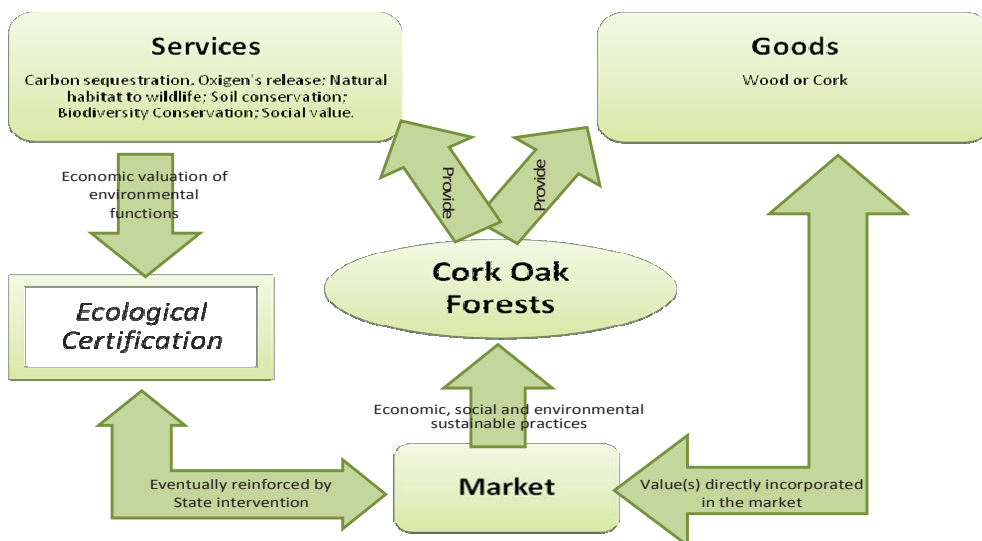 Services
Carbon sequestration. Oxigen's release; Natural
habitat to wildlife; Soil conservation;
Biodiversity Conservation; Social value.
Goods
Wood or Cork
Economic valuation of
environmental
functions
Provide
Provide
Cork Oak
Forests
Ecological
Certification
Economic, social and environmental
sustainable practices
Eventually reinforced by
State intervention
Market
Value(s) directly incorporated
in the market